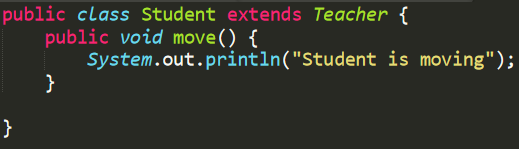 public class Student extends Teacher {
    public void move() {
        System.out.println("Student is moving");
    }

}